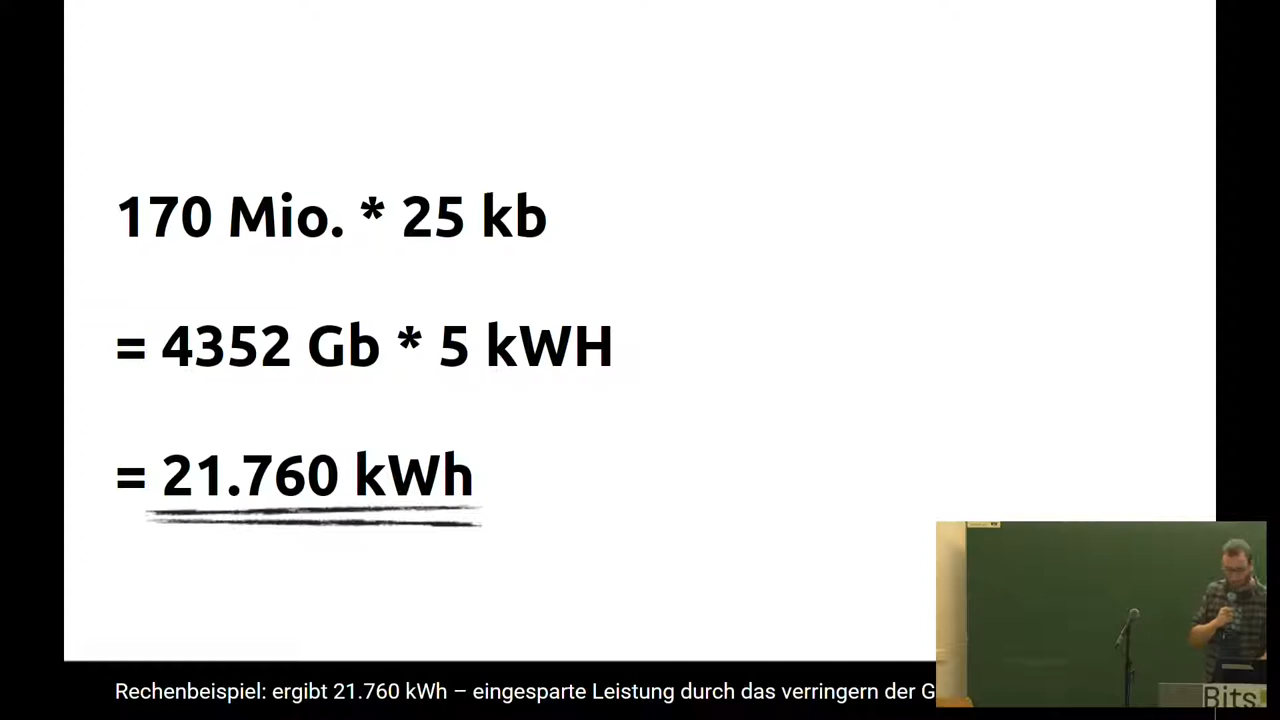 170 Mio. * 25 kb
= 4352 Gb * 5 kWH
= 21.760 kWh
Rechenbeispiel: ergibt 21.760 kWh – eingesparte Leistung durch das verringern der G
Bits